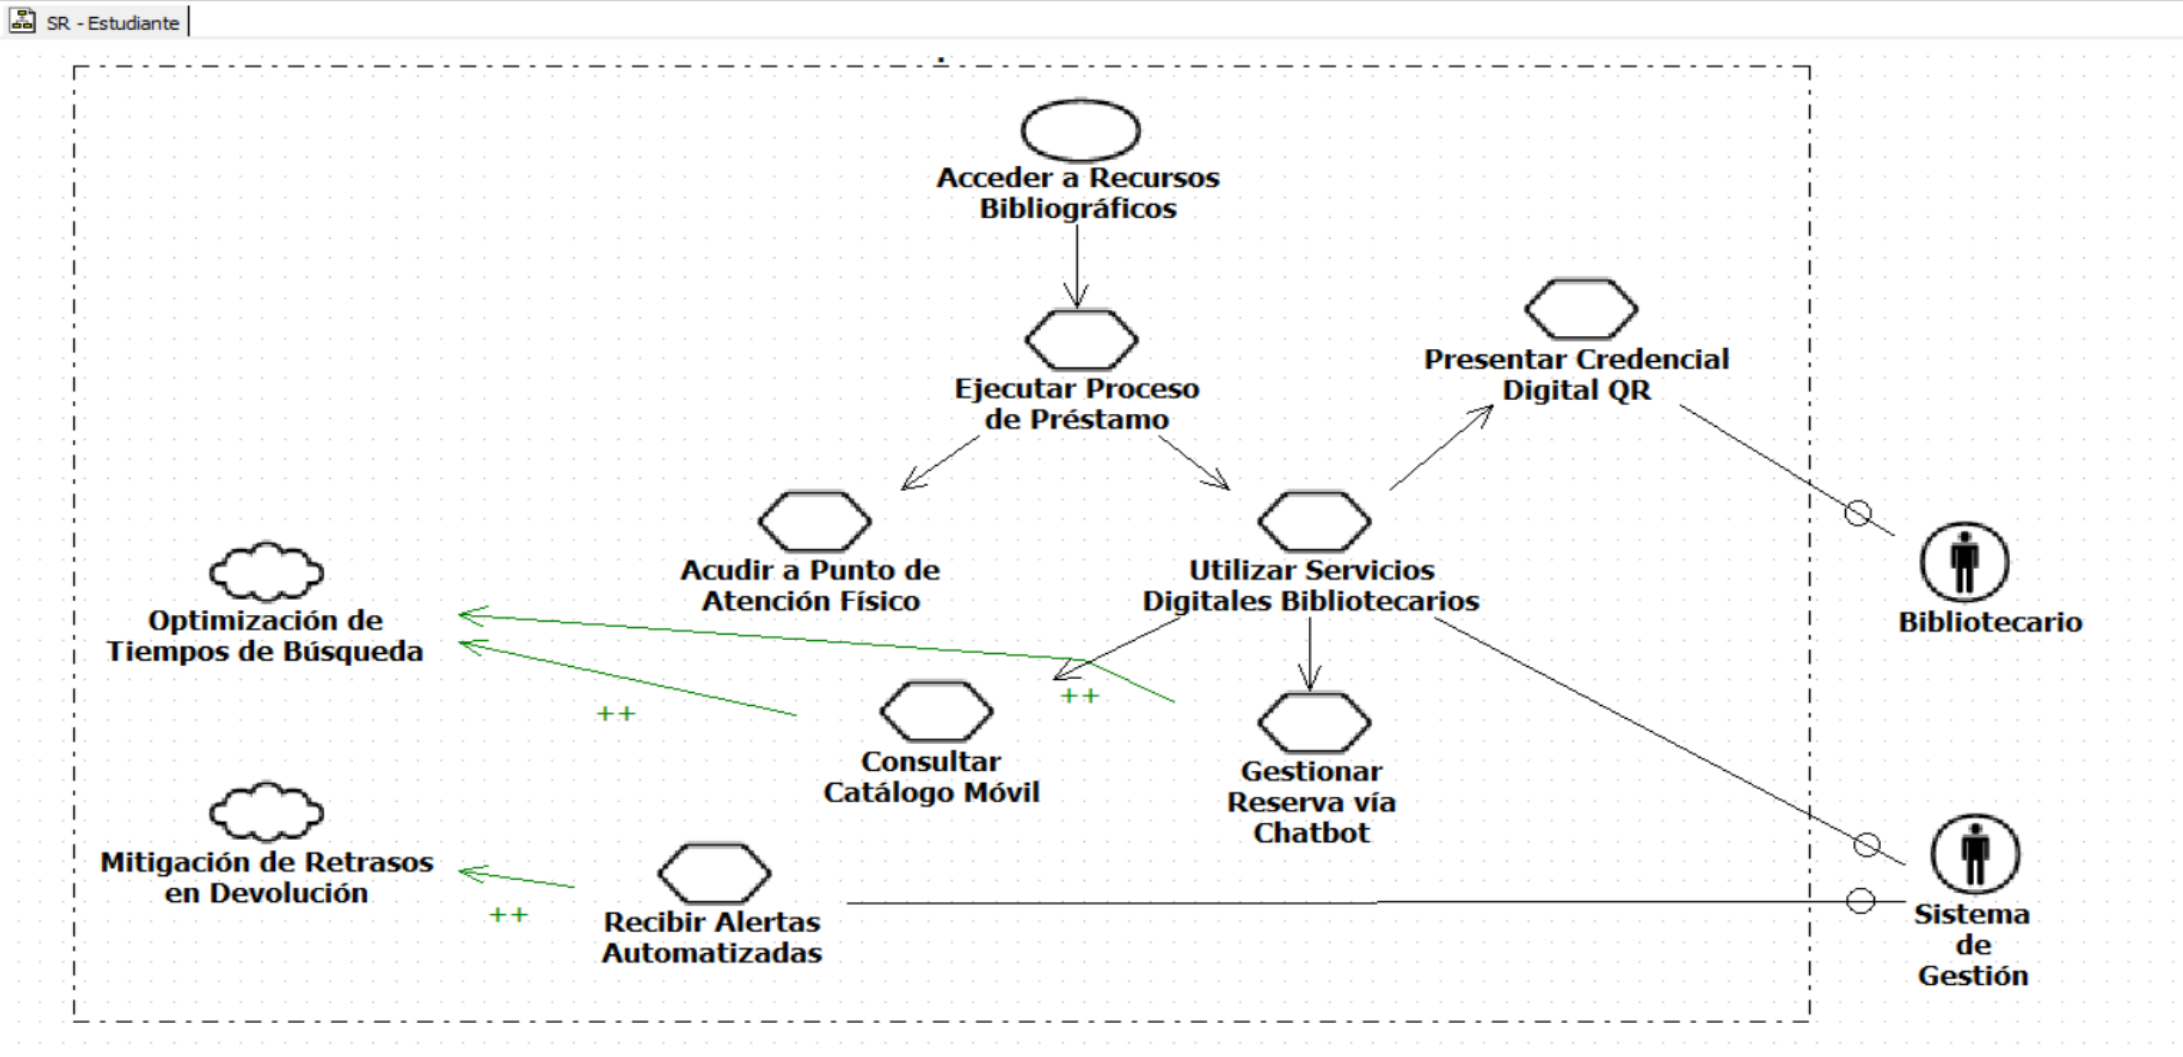 SR - Estudiante
Acceder a Recursos
Bibliográficos
Ejecutar Proceso
de Préstamo
Presentar Credencial
Digital QR
Acudir a Punto de
Atención Físico
Utilizar Servicios
Digitales Bibliotecarios
Bibliotecario
Optimización de
Tiempos de Búsqueda
++
++
Consultar
Catálogo Móvil
Gestionar
Reserva vía
Chatbot
Mitigación de Retrasos
en Devolución
++
Recibir Alertas
Automatizadas
Sistema
de
Gestión